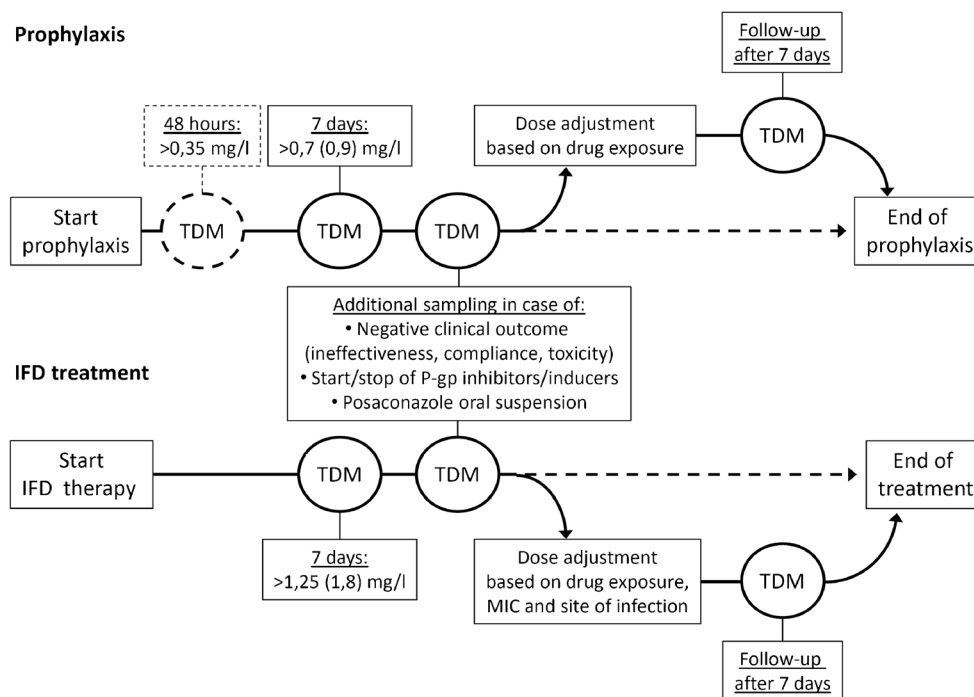 Prophylaxis
Follow-up
after 7 days
48 hours:
>0,35 mg/l
7 days:
>0,7 (0,9) mg/l
Dose adjustment
based on drug exposure
TDM
Start
prophylaxis
TDM
TDM
TDM
End of
prophylaxis
Additional sampling in case of:
• Negative clinical outcome
(ineffectiveness, compliance, toxicity)
• Start/stop of P-gp inhibitors/inducers
• Posaconazole oral suspension
IFD treatment
Start
IFD therapy
TDM
TDM
End of
treatment
7 days:
>1,25 (1,8) mg/l
Dose adjustment
based on drug exposure,
MIC and site of infection
TDM
Follow-up
after 7 days